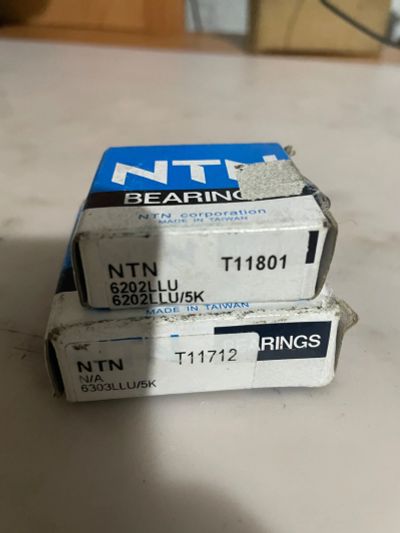 NTN
BEARING
NTN corporation
MADE IN TAIWAN
NTN T11801
6202LLU
6202LLU/5K
MADE IN TAIWAN
NTN T11712 ARINGS
N/A
6303LLU/5K